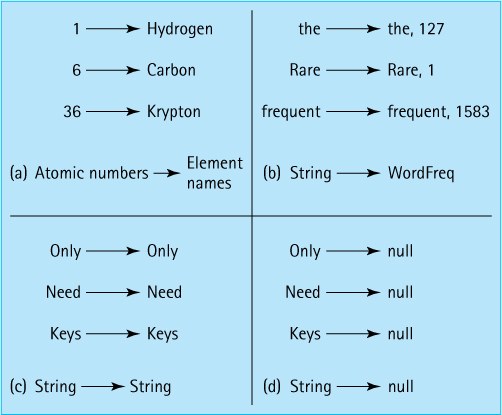 1 → Hydrogen
6 → Carbon
36 → Krypton
(a) Atomic numbers → Element
names
the → the, 127
Rare → Rare, 1
frequent → frequent, 1583
(b) String → WordFreq
Only → Only
Need → Need
Keys → Keys
(c) String → String
Only → null
Need → null
Keys → null
(d) String → null